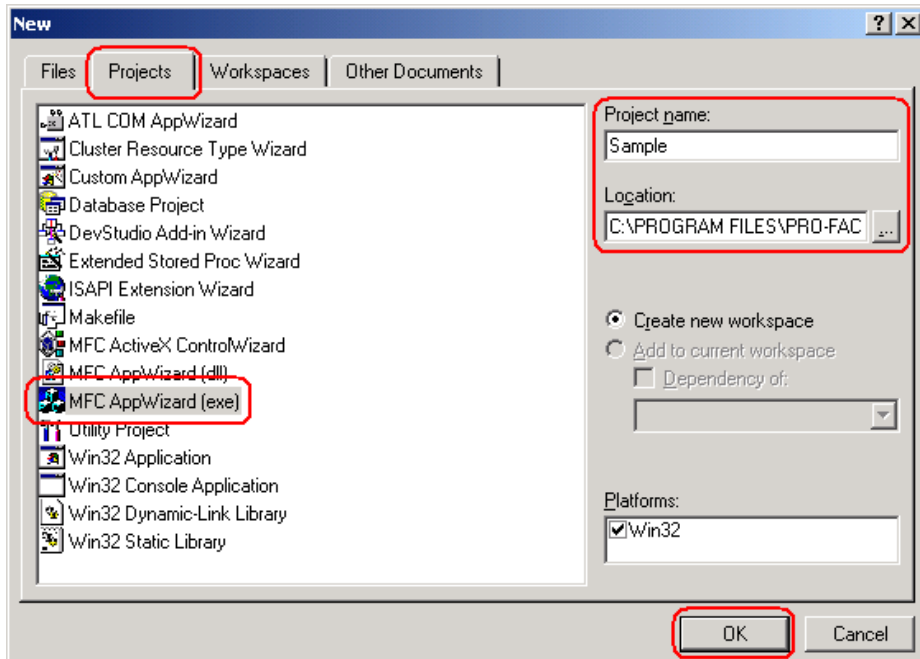 New
Files Projects Workspaces Other Documents
ATL COM AppWizard
Cluster Resource Type Wizard
Custom AppWizard
Database Project
DevStudio Add-in Wizard
Extended Stored Proc Wizard
ISAPI Extension Wizard
Makefile
MFC ActiveX ControlWizard
MFC AppWizard (dll)
MFC AppWizard (exe)
Utility Project
Win32 Application
Win32 Console Application
Win32 Dynamic-Link Library
Win32 Static Library
Project name:
Sample
Location:
C:\PROGRAM FILES\PRO-FAC
...
Create new workspace
Add to current workspace
Dependency of:
Platforms:
Win32
OK Cancel